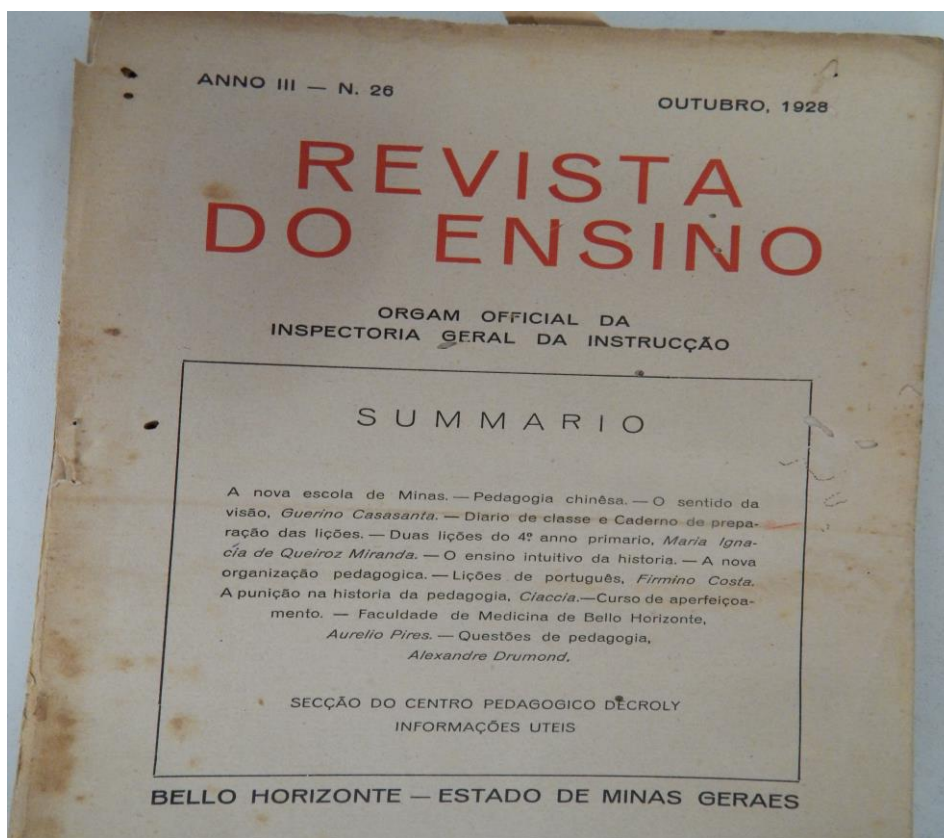 ANNO III — N. 26
OUTUBRO, 1928
REVISTA
DO ENSINO
ORGAM OFFICIAL DA
INSPECTORIA GERAL DA INSTRUCÇÃO
SUMMARIO
A nova escola de Minas. — Pedagogia chinêsa. — O sentido da
visão, Guerino Casasanta. — Diario de classe e Caderno de prepa-
ração das lições. — Duas lições do 4º anno primario, Maria Igna-
cia de Queiroz Miranda. — O ensino intuitivo da historia. — A nova
organização pedagogica. — Lições de português, Firmino Costa.
A punição na historia da pedagogia, Ciaccia.—Curso de aperfeiçoa-
mento. — Faculdade de Medicina de Bello Horizonte,
Aurelio Pires. — Questões de pedagogia,
Alexandre Drumond.
SECÇÃO DO CENTRO PEDAGOGICO DECROLY
INFORMAÇÕES UTEIS
BELLO HORIZONTE — ESTADO DE MINAS GERAES